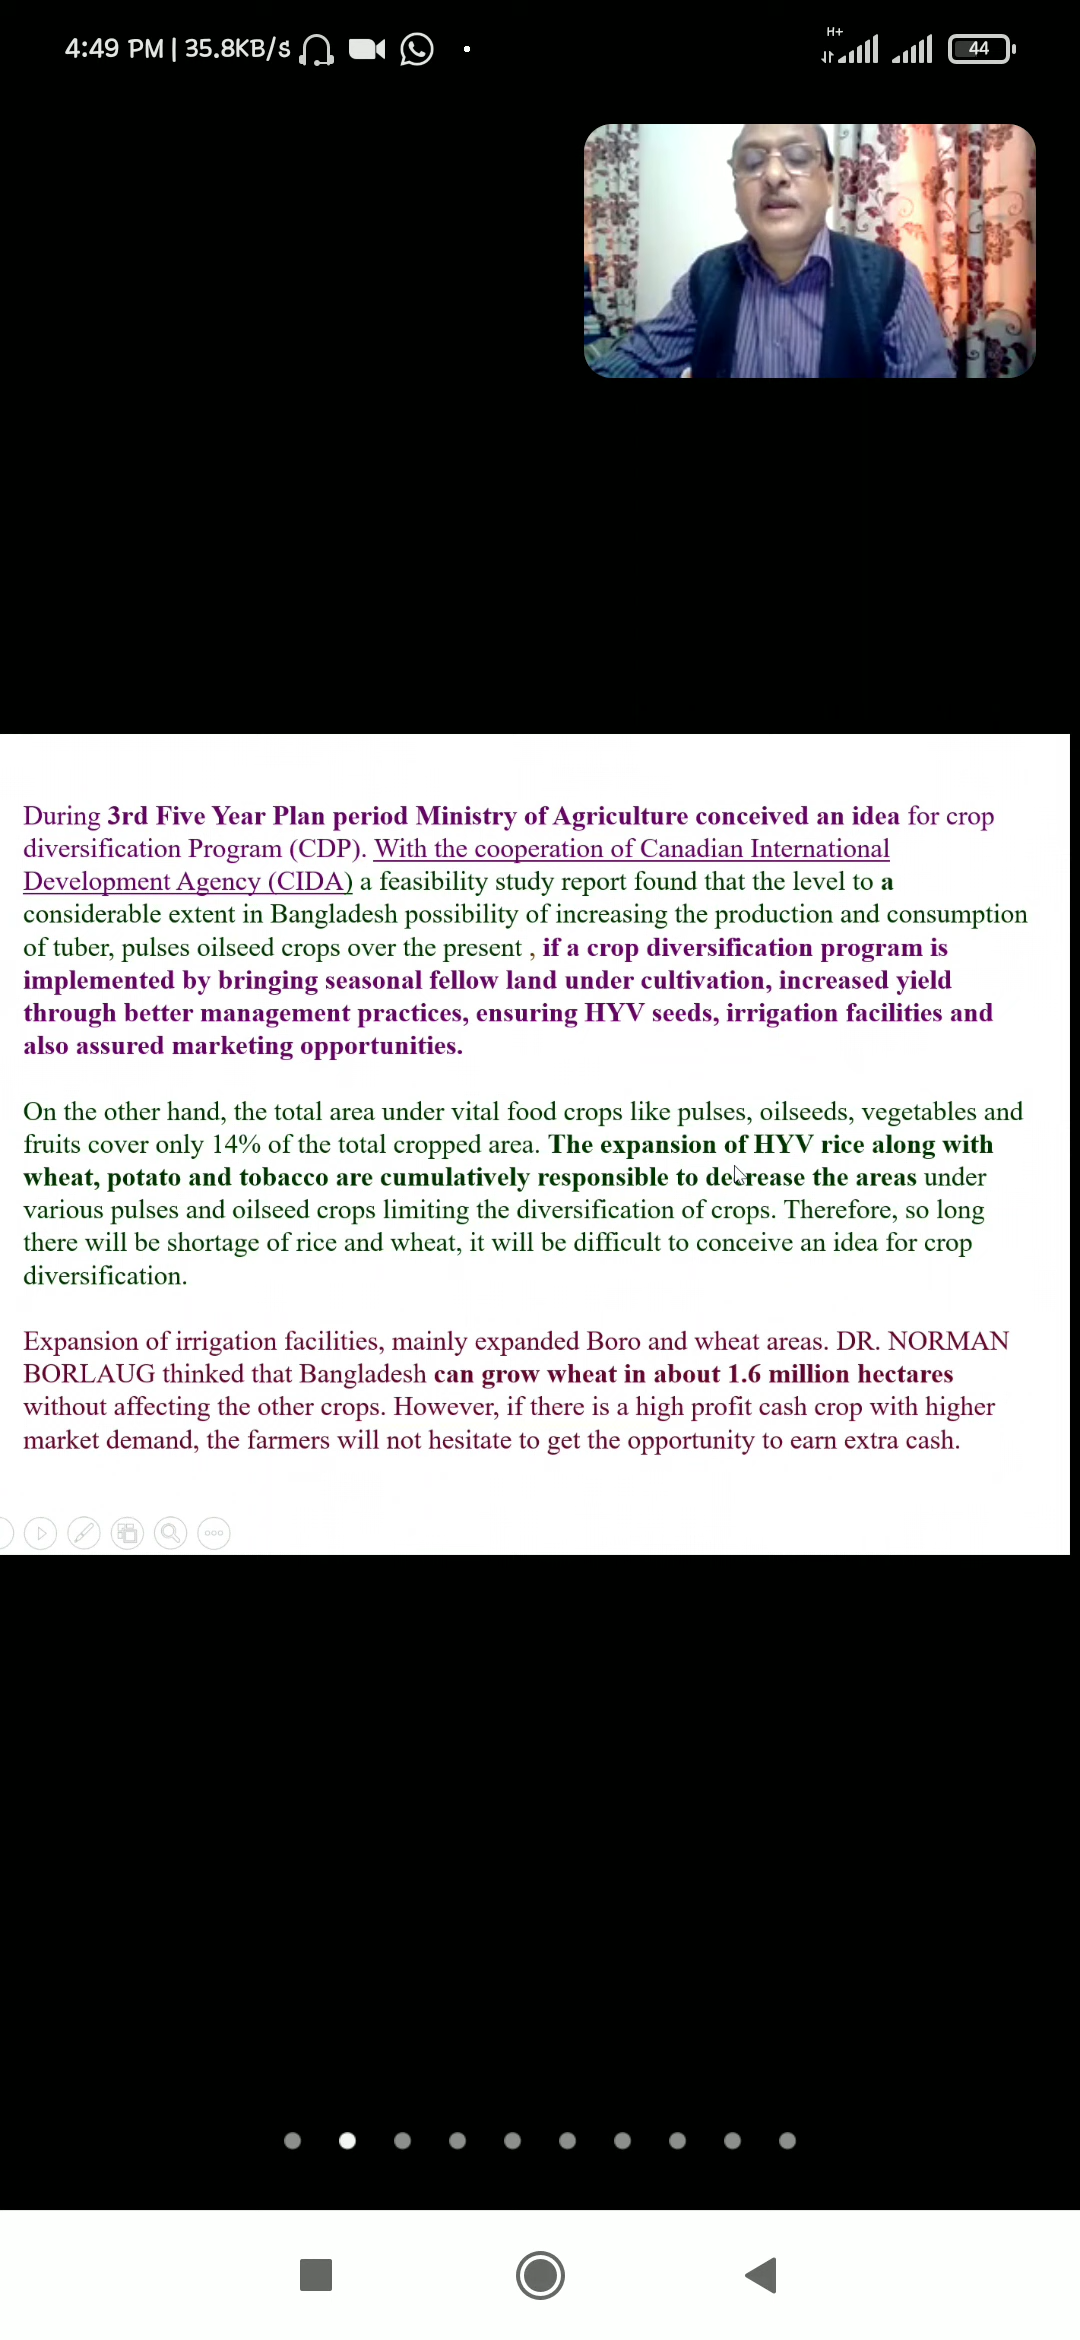 4:49 PM | 35.8KB/s
H+
44
During 3rd Five Year Plan period Ministry of Agriculture conceived an idea for crop
diversification Program (CDP). With the cooperation of Canadian International
Development Agency (CIDA) a feasibility study report found that the level to a
considerable extent in Bangladesh possibility of increasing the production and consumption
of tuber, pulses oilseed crops over the present , if a crop diversification program is
implemented by bringing seasonal fellow land under cultivation, increased yield
through better management practices, ensuring HYV seeds, irrigation facilities and
also assured marketing opportunities.
On the other hand, the total area under vital food crops like pulses, oilseeds, vegetables and
fruits cover only 14% of the total cropped area. The expansion of HYV rice along with
wheat, potato and tobacco are cumulatively responsible to decrease the areas under
various pulses and oilseed crops limiting the diversification of crops. Therefore, so long
there will be shortage of rice and wheat, it will be difficult to conceive an idea for crop
diversification.
Expansion of irrigation facilities, mainly expanded Boro and wheat areas. DR. NORMAN
BORLAUG thinked that Bangladesh can grow wheat in about 1.6 million hectares
without affecting the other crops. However, if there is a high profit cash crop with higher
market demand, the farmers will not hesitate to get the opportunity to earn extra cash.